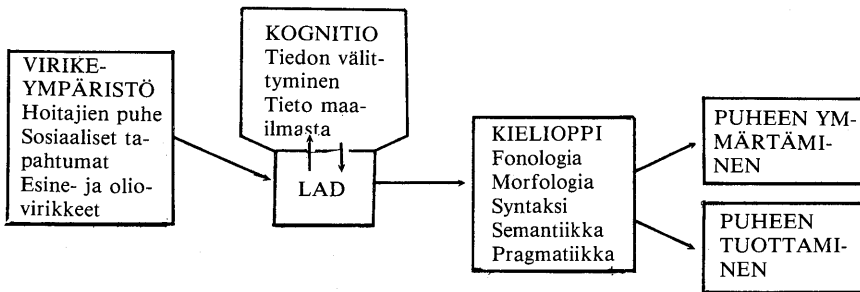 VIRIKE-
YMPÄRISTÖ
Hoitajien puhe
Sosiaaliset ta-
pahtumat
Esine- ja olio-
virikkeet
KOGNITIO
Tiedon välit-
tyminen
Tieto maa-
ilmasta
LAD
KIELIOPPI
Fonologia
Morfologia
Syntaksi
Semantiikka
Pragmatiikka
PUHEEN YM-
MÄRTÄMI-
NEN
PUHEEN
TUOTTAMI-
NEN